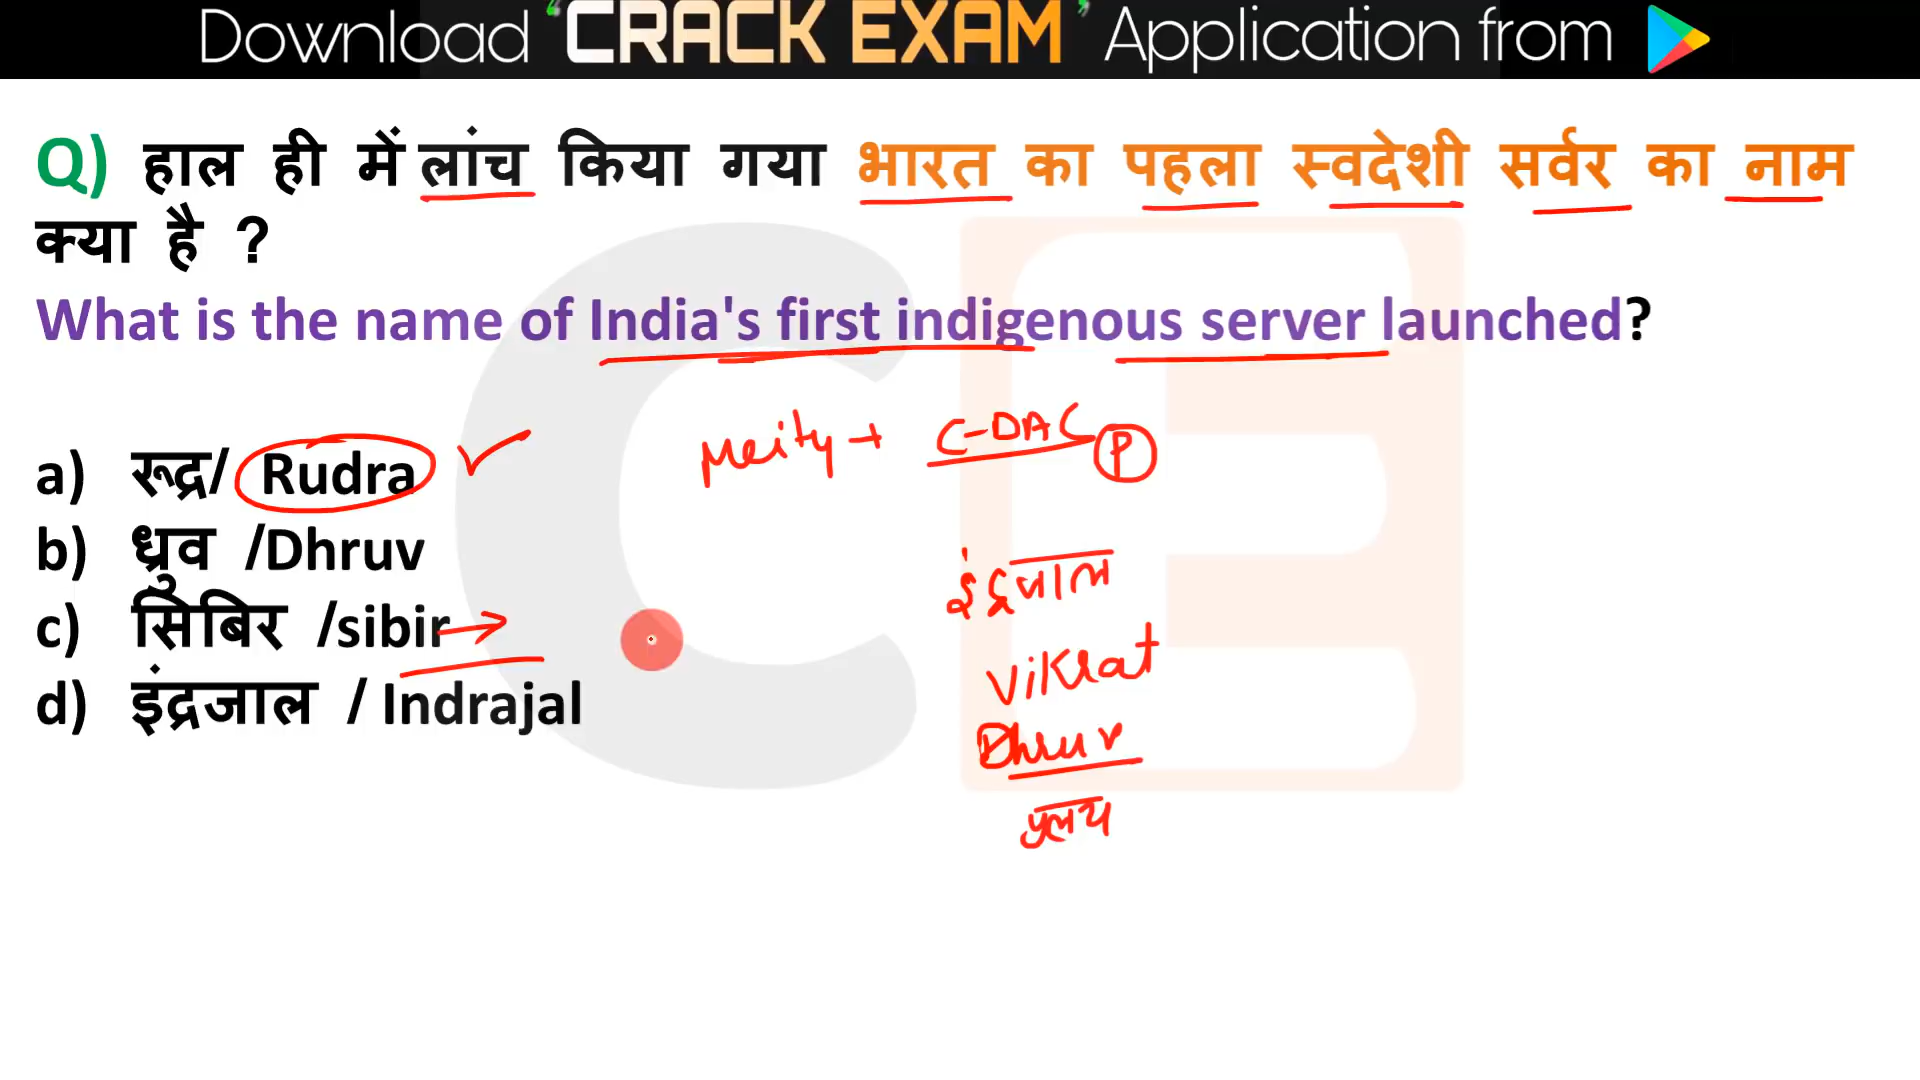 Download 'CRACK EXAM' Application from
Q) हाल ही में लांच किया गया भारत का पहला स्वदेशी सर्वर का नाम
क्या है ?
What is the name of India's first indigenous server launched?
a) रूद्र/ Rudra
b) ध्रुव /Dhruv
c) सिबिर /sibir
d) इंद्रजाल / Indrajal
Meity + C-DAC P
इंद्रजाल
Vikrat
Dhruv
प्रलय
CE